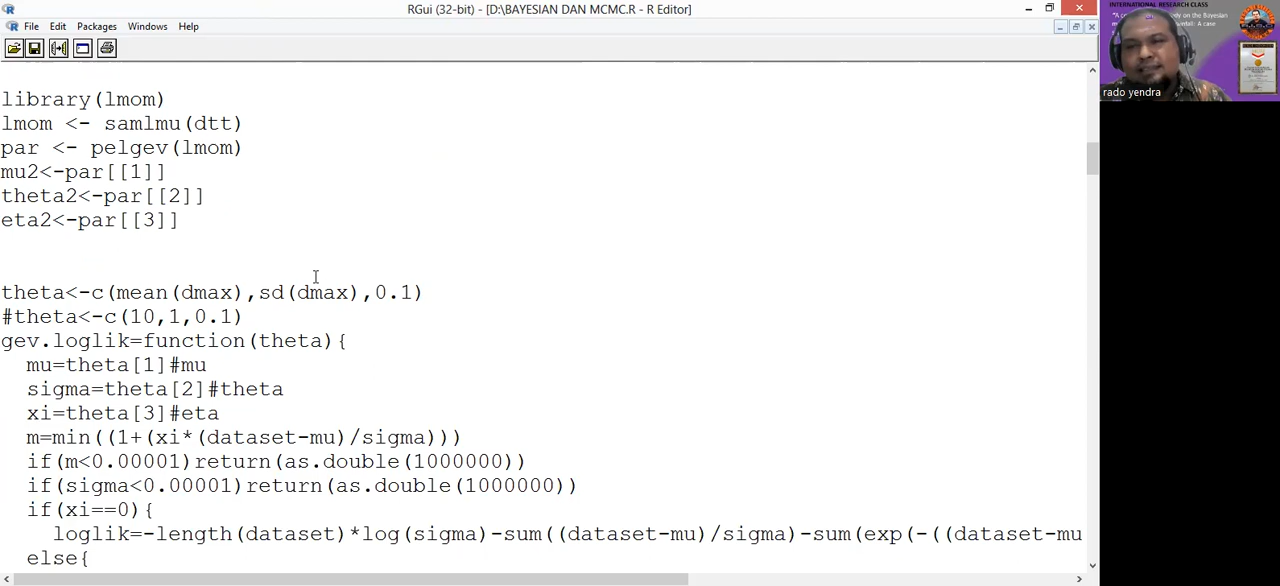 RGui (32-bit) - [D:\BAYESIAN DAN MCMC.R - R Editor]
File Edit Packages Windows Help
library(lmom)
lmom <- samlmu(dtt)
par <- pelgev(lmom)
mu2<-par[[1]]
theta2<-par[[2]]
eta2<-par[[3]]
theta<-c(mean(dmax),sd(dmax),0.1)
#theta<-c(10,1,0.1)
gev.loglik=function(theta){
mu=theta[1]#mu
sigma=theta[2]#theta
xi=theta[3]#eta
m=min((1+(xi*(dataset-mu)/sigma)))
if(m<0.00001)return(as.double(1000000))
if(sigma<0.00001)return(as.double(1000000))
if(xi==0){
loglik=-length(dataset)*log(sigma)-sum((dataset-mu)/sigma)-sum(exp(-((dataset-mu
else{
INTERNATIONAL RESEARCH CLASS
rado yendra